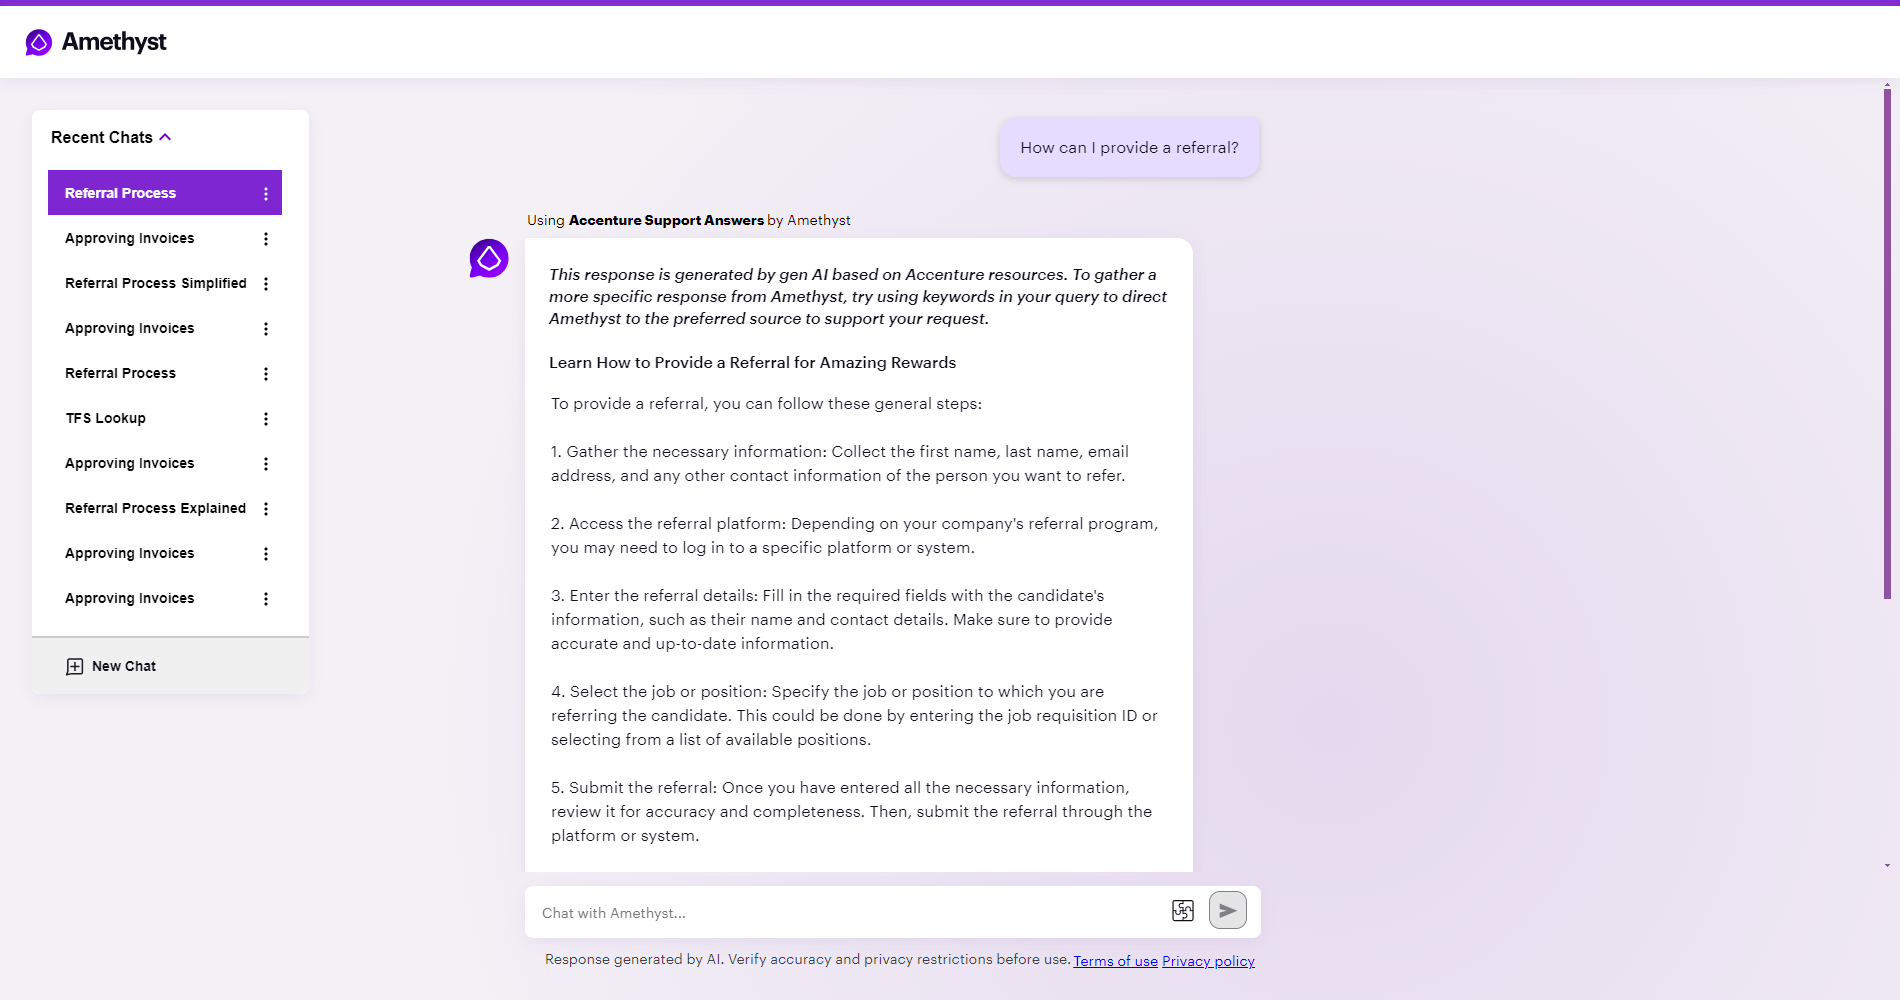 Amethyst
Recent Chats
Referral Process
Approving Invoices
Referral Process Simplified
Approving Invoices
Referral Process
TFS Lookup
Approving Invoices
Referral Process Explained
Approving Invoices
Approving Invoices
New Chat
How can I provide a referral?
Using Accenture Support Answers by Amethyst
This response is generated by gen AI based on Accenture resources. To gather a
more specific response from Amethyst, try using keywords in your query to direct
Amethyst to the preferred source to support your request.
Learn How to Provide a Referral for Amazing Rewards
To provide a referral, you can follow these general steps:
1. Gather the necessary information: Collect the first name, last name, email
address, and any other contact information of the person you want to refer.
2. Access the referral platform: Depending on your company's referral program,
you may need to log in to a specific platform or system.
3. Enter the referral details: Fill in the required fields with the candidate's
information, such as their name and contact details. Make sure to provide
accurate and up-to-date information.
4. Select the job or position: Specify the job or position to which you are
referring the candidate. This could be done by entering the job requisition ID or
selecting from a list of available positions.
5. Submit the referral: Once you have entered all the necessary information,
review it for accuracy and completeness. Then, submit the referral through the
platform or system.
Chat with Amethyst...
Response generated by AI. Verify accuracy and privacy restrictions before use. Terms of use Privacy policy